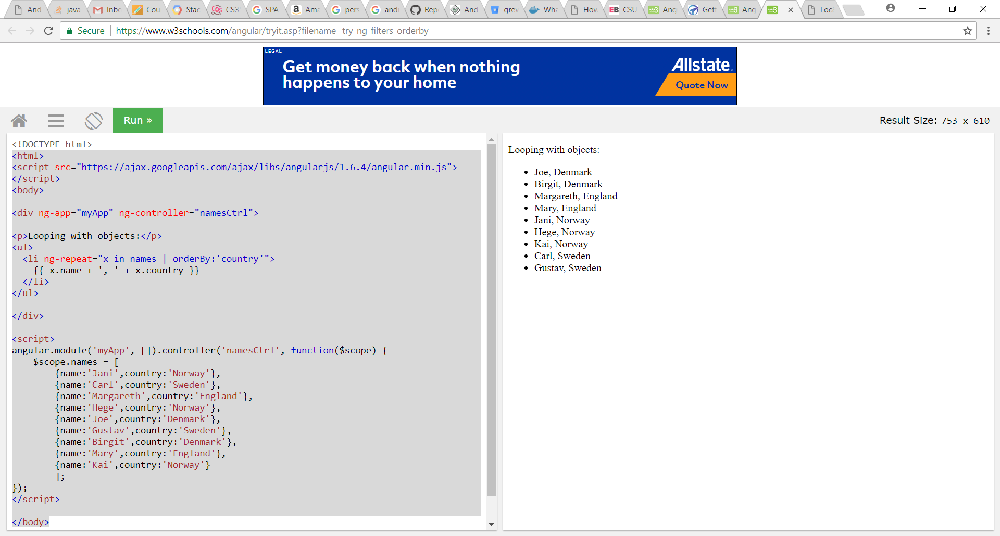 And
java
Inbc
Cou
Stac
CS3
SPA
Ama
pers
andr
Rep
And
grev
Wha
How
EB CSU
Ang
Gett
Ang
Loc
Secure https://www.w3schools.com/angular/tryit.asp?filename=try_ng_filters_orderby
LEGAL
Get money back when nothing
happens to your home
Allstate
Quote Now
Run »
Result Size: 753 x 610
<!DOCTYPE html>
<html>
<script src="https://ajax.googleapis.com/ajax/libs/angularjs/1.6.4/angular.min.js">
</script>
<body>
<div ng-app="myApp" ng-controller="namesCtrl">
<p>Looping with objects:</p>
<ul>
<li ng-repeat="x in names | orderBy:'country'">
{{ x.name + ', ' + x.country }}
</li>
</ul>
</div>
<script>
angular.module('myApp', []).controller('namesCtrl', function($scope) {
$scope.names = [
{name:'Jani',country:'Norway'},
{name:'Carl',country:'Sweden'},
{name:'Margareth',country:'England'},
{name:'Hege',country:'Norway'},
{name:'Joe',country:'Denmark'},
{name:'Gustav',country:'Sweden'},
{name:'Birgit',country:'Denmark'},
{name:'Mary',country:'England'},
{name:'Kai',country:'Norway'}
];
});
</script>
</body>
Looping with objects:
Joe, Denmark
Birgit, Denmark
Margareth, England
Mary, England
Jani, Norway
Hege, Norway
Kai, Norway
Carl, Sweden
Gustav, Sweden